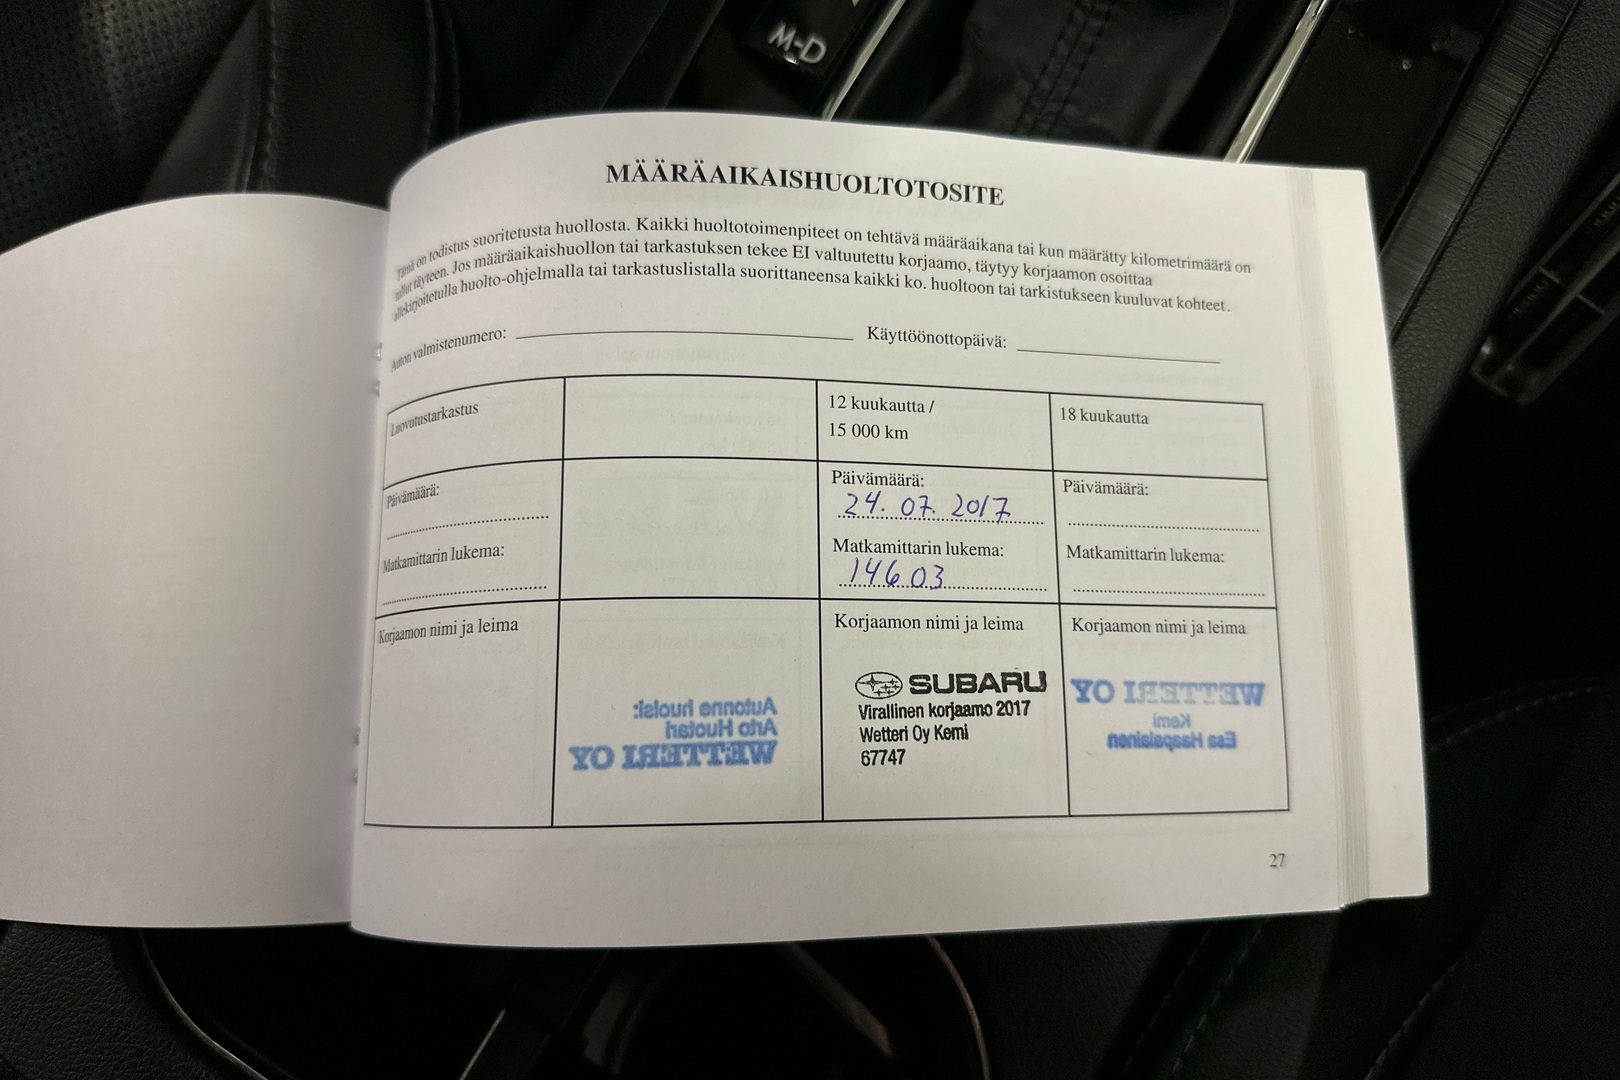 M-D
MÄÄRÄAIKAISHUOLTOTOSITE
Tämä on todistus suoritetusta huollosta. Kaikki huoltotoimenpiteet on tehtävä määräaikana tai kun määrätty kilometrimäärä on
tullut täyteen. Jos määräaikaishuollon tai tarkastuksen tekee EI valtuutettu korjaamo, täytyy korjaamon osoittaa
allekirjoitetulla huolto-ohjelmalla tai tarkastuslistalla suorittaneensa kaikki ko. huoltoon tai tarkistukseen kuuluvat kohteet.
Auton valmistenumero: Käyttöönottopäivä:
Luovutustarkastus
12 kuukautta /
15 000 km
18 kuukautta
Päivämäärä:
Matkamittarin lukema:
Päivämäärä:
24.07.2017
Matkamittarin lukema:
14603
Päivämäärä:
Matkamittarin lukema:
Korjaamon nimi ja leima
Autonne huolsi:
Arto Huotari
WETTERI OY
Korjaamon nimi ja leima
SUBARU
Virallinen korjaamo 2017
Wetteri Oy Kemi
67747
Korjaamon nimi ja leima
WETTERI OY
Kemi
Esa Haapalainen
27